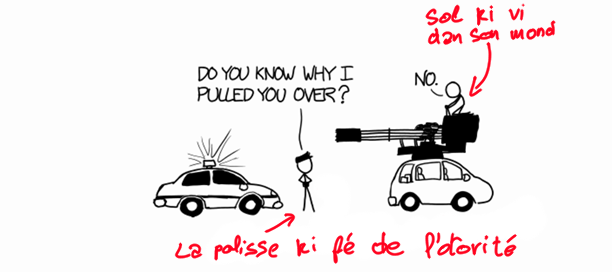 Sol ki vi
dan son mond
DO YOU KNOW WHY I
PULLED YOU OVER?
NO.
La polisse ki fé de l'otorité